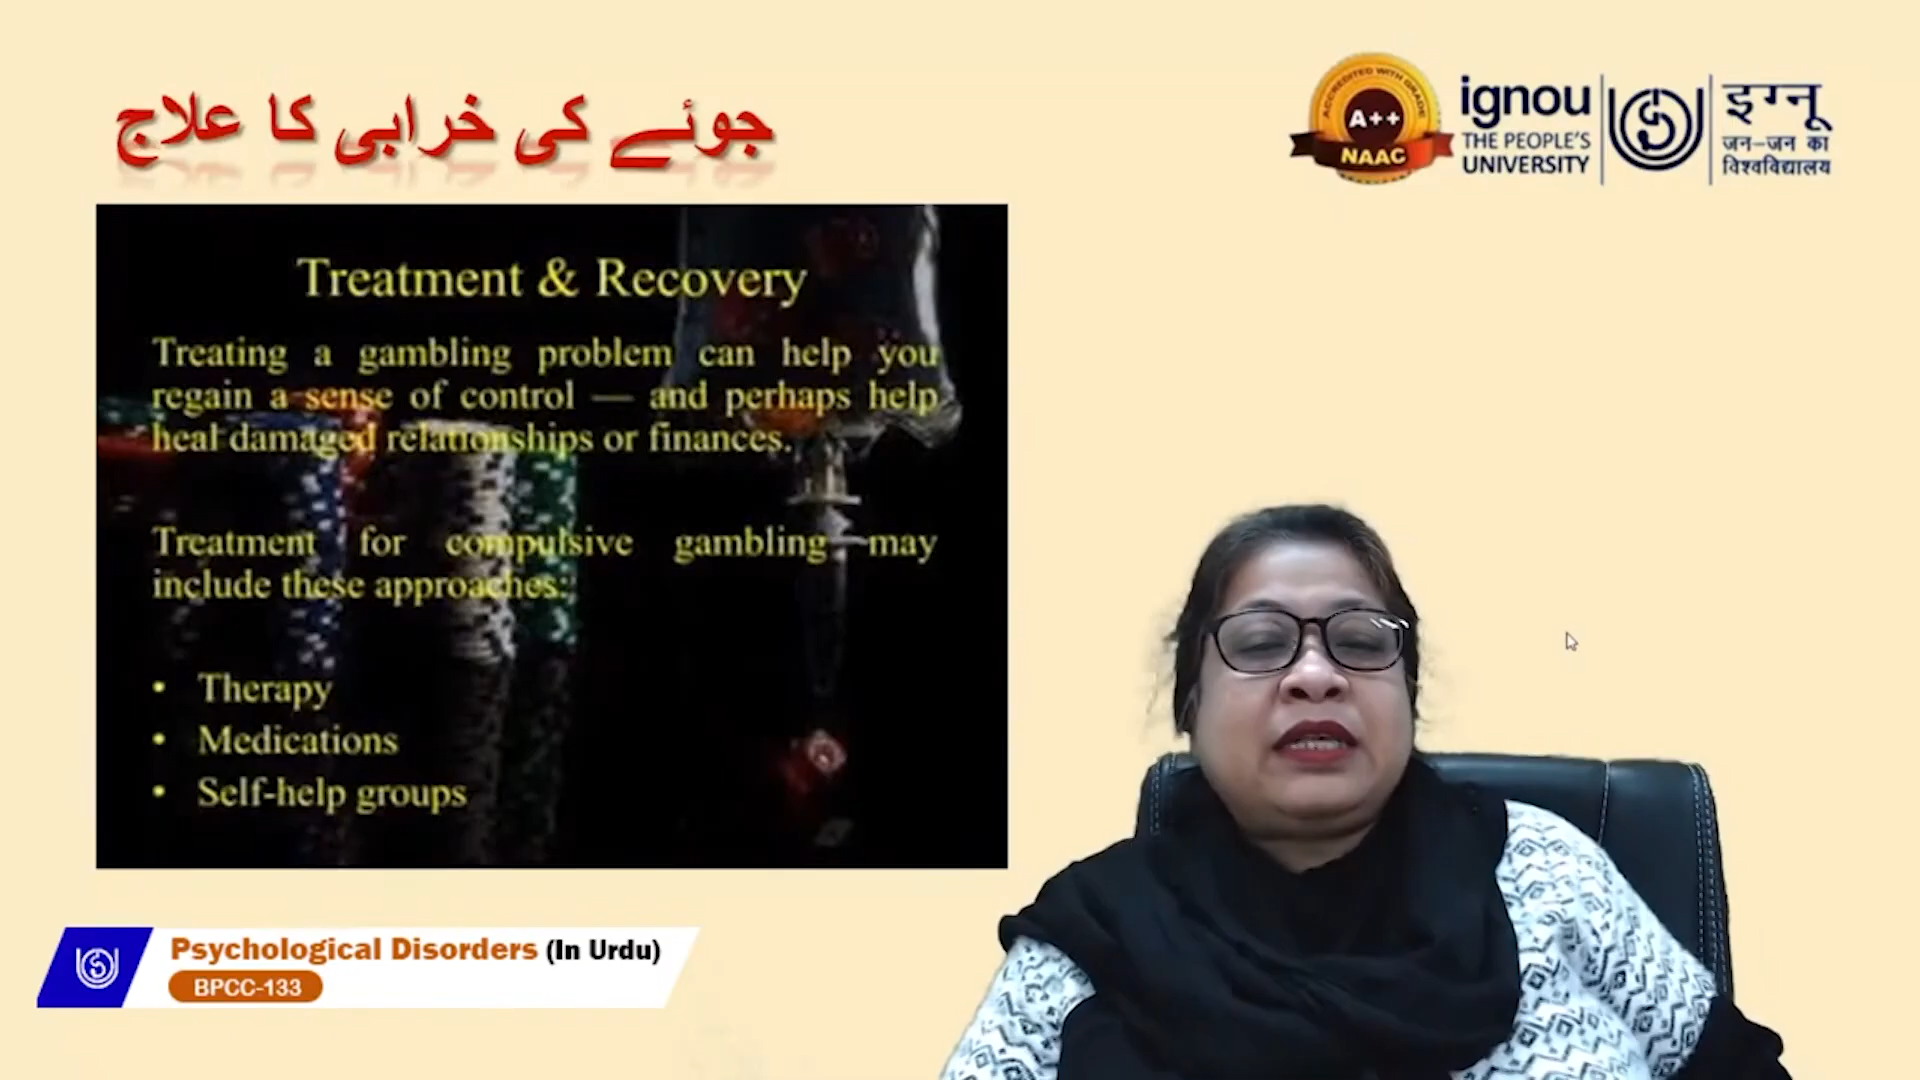 جوئے کی خرابی کا علاج
ACCREDITED WITH GRADE
A++
NAAC
ignou
THE PEOPLE'S
UNIVERSITY
इग्नू
जन-जन का
विश्वविद्यालय
Treatment & Recovery
Treating a gambling problem can help you
regain a sense of control — and perhaps help
heal damaged relationships or finances.
Treatment for compulsive gambling may
include these approaches:
• Therapy
• Medications
• Self-help groups
Psychological Disorders (In Urdu)
BPCC-133